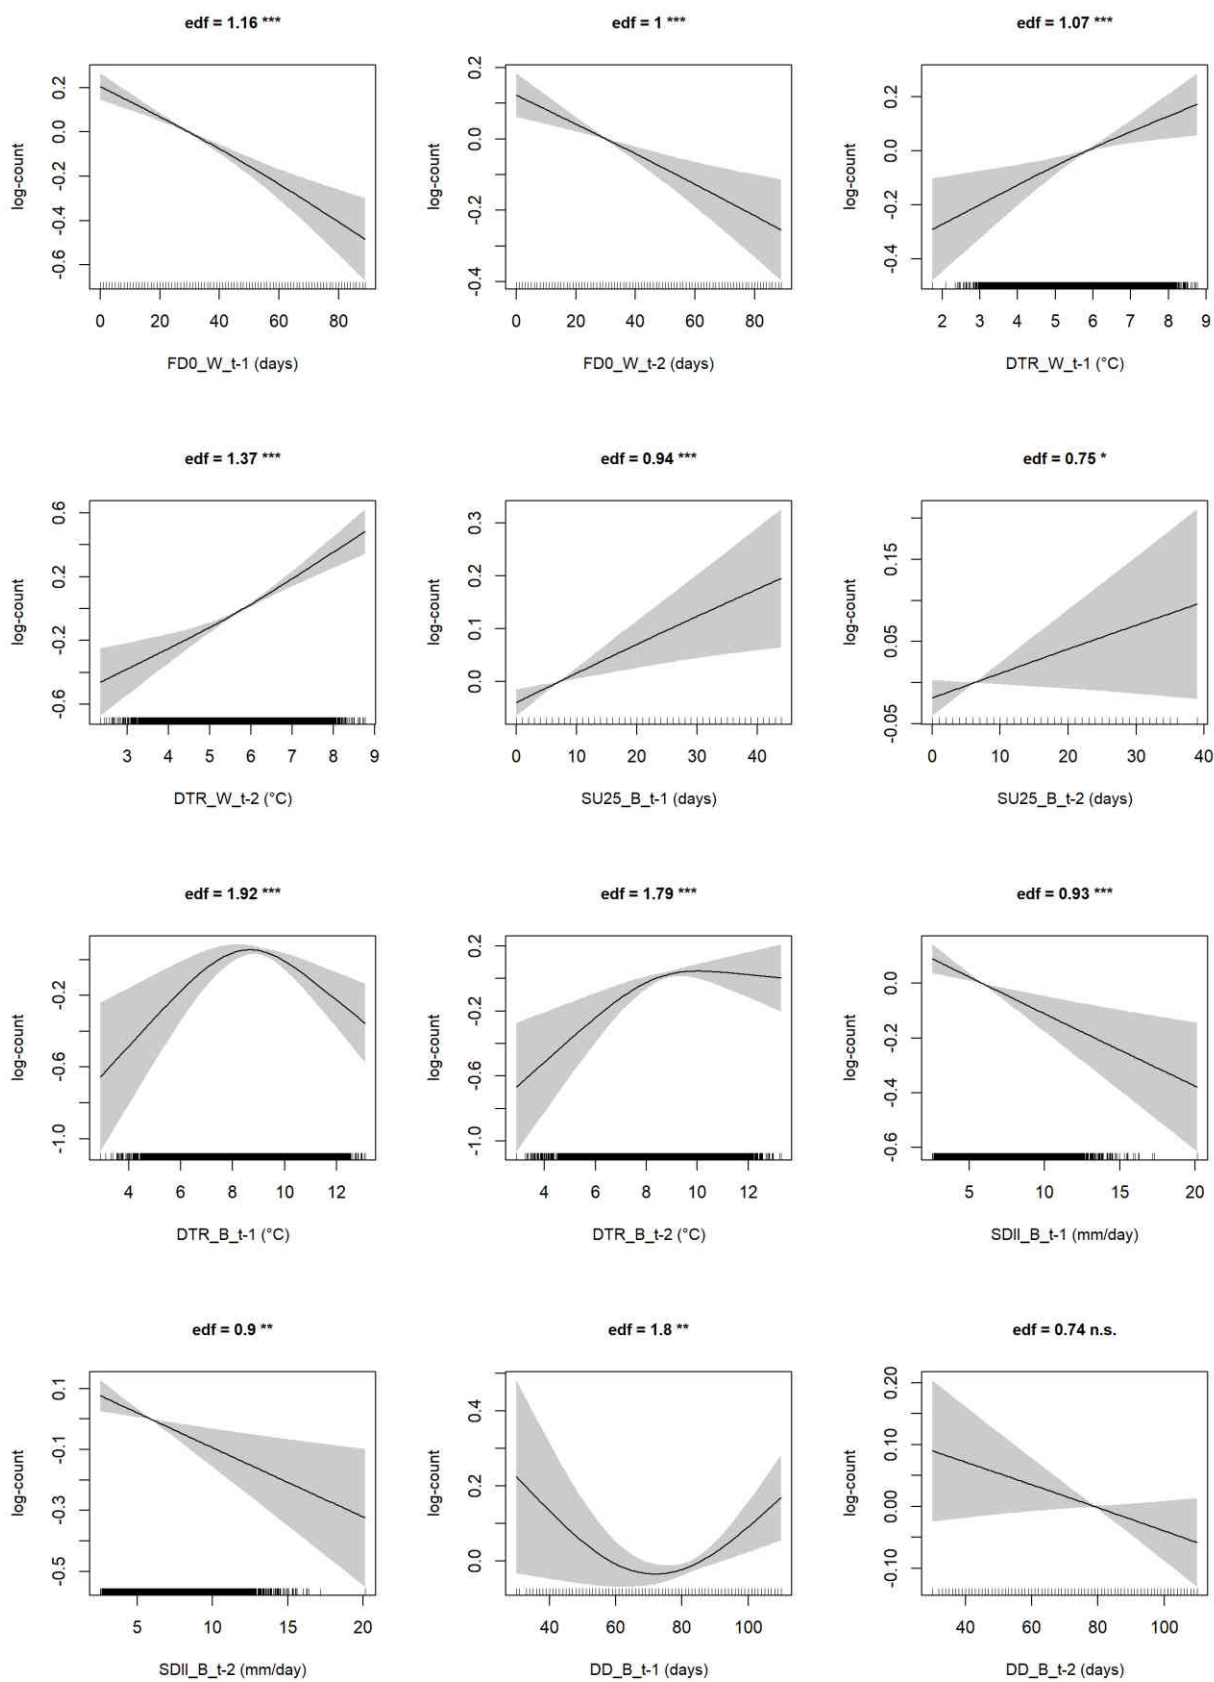 edf = 1.16 ***
edf = 1 ***
edf = 1.07 ***
log-count
0.2
0.0
-0.2
-0.4
-0.6
0 20 40 60 80
FD0_W_t-1 (days)
log-count
0.2
0.0
-0.2
-0.4
0 20 40 60 80
FD0_W_t-2 (days)
log-count
0.2
0.0
-0.2
-0.4
2 3 4 5 6 7 8 9
DTR_W_t-1 (°C)
edf = 1.37 ***
edf = 0.94 ***
edf = 0.75 *
log-count
0.6
0.2
-0.2
-0.6
3 4 5 6 7 8 9
DTR_W_t-2 (°C)
log-count
0.3
0.2
0.1
0.0
0 10 20 30 40
SU25_B_t-1 (days)
log-count
0.15
0.05
-0.05
0 10 20 30 40
SU25_B_t-2 (days)
edf = 1.92 ***
edf = 1.79 ***
edf = 0.93 ***
log-count
-0.2
-0.6
-1.0
4 6 8 10 12
DTR_B_t-1 (°C)
log-count
0.2
-0.2
-0.6
-1.0
4 6 8 10 12
DTR_B_t-2 (°C)
log-count
0.0
-0.2
-0.4
-0.6
5 10 15 20
SDII_B_t-1 (mm/day)
edf = 0.9 **
edf = 1.8 **
edf = 0.74 n.s.
log-count
0.1
-0.1
-0.3
-0.5
5 10 15 20
SDII_B_t-2 (mm/day)
log-count
0.4
0.2
0.0
40 60 80 100
DD_B_t-1 (days)
log-count
0.20
0.10
0.00
-0.10
40 60 80 100
DD_B_t-2 (days)